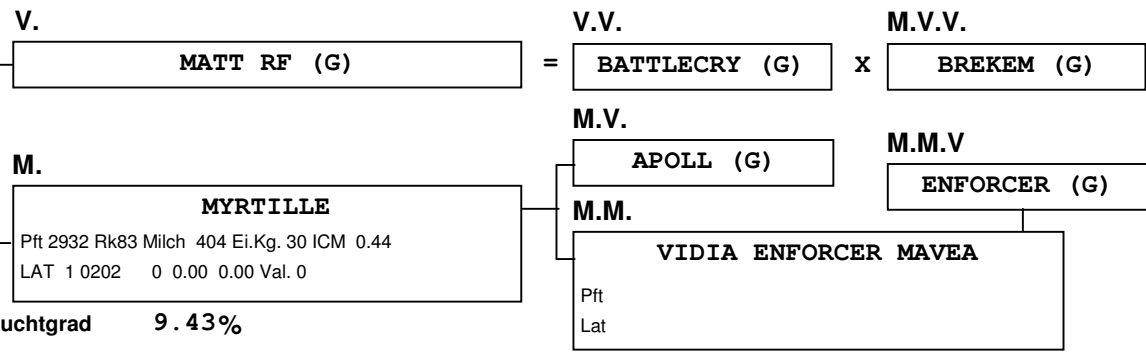 V.
MATT RF (G)
=
V.V.
BATTLECRY (G)
X
M.V.V.
BREKEM (G)
M.V.
APOLL (G)
M.M.V
ENFORCER (G)
M.
MYRTILLE
Pft 2932 Rk83 Milch 404 Ei.Kg. 30 ICM 0.44
LAT 1 0202 0 0.00 0.00 Val. 0
M.M.
VIDIA ENFORCER MAVEA
Pft
Lat
uchtgrad 9.43%